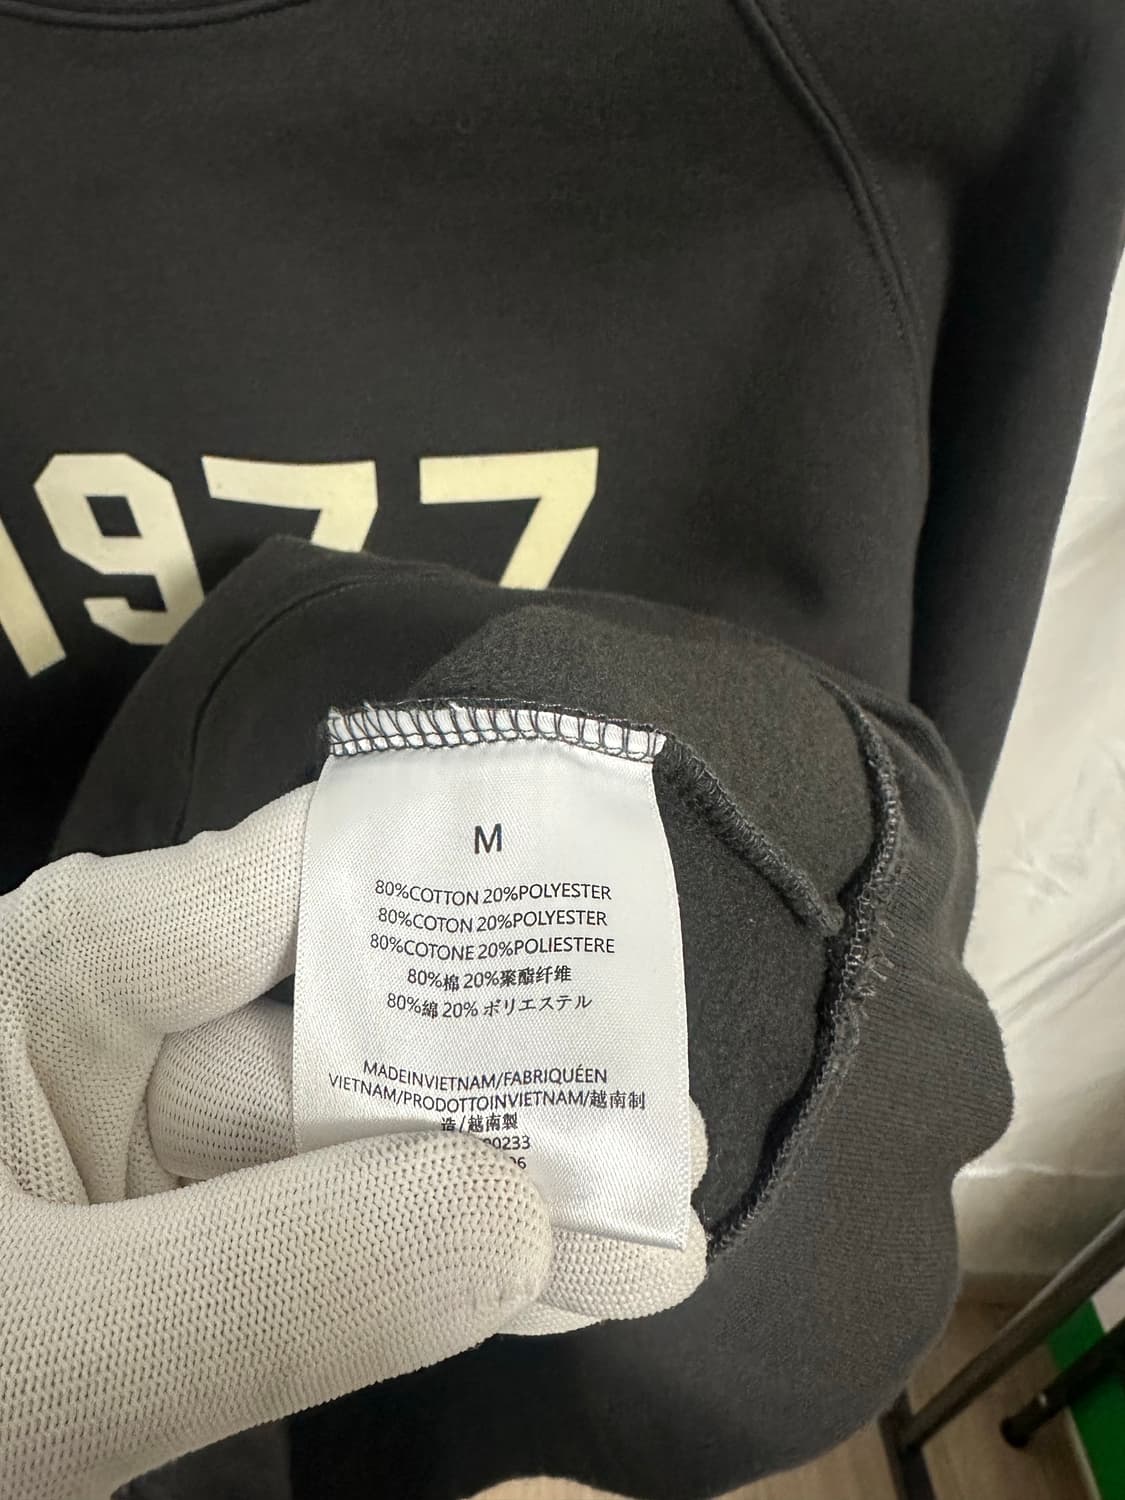 1977
M
80%COTTON 20%POLYESTER
80%COTON 20%POLYESTER
80%COTONE 20%POLIESTERE
80%棉 20%聚酯纤维
80%綿 20% ポリエステル
MADEINVIETNAM/FABRIQUÉEN
VIETNAM/PRODOTTOINVIETNAM/越南制
造/越南製